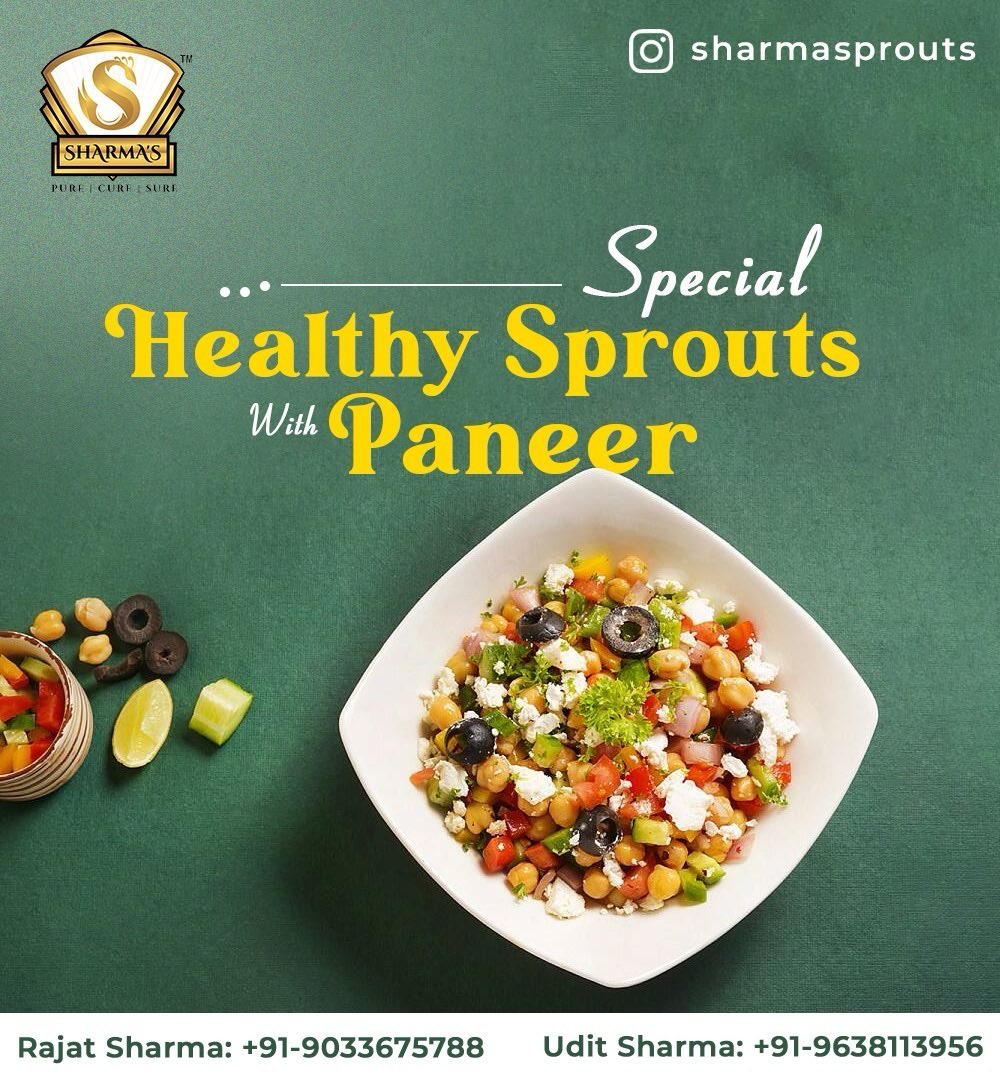 TM
SHARMA'S
PURE | CURE | SURE
sharmasprouts
Special
Healthy Sprouts
With Paneer
Rajat Sharma: +91-9033675788
Udit Sharma: +91-9638113956